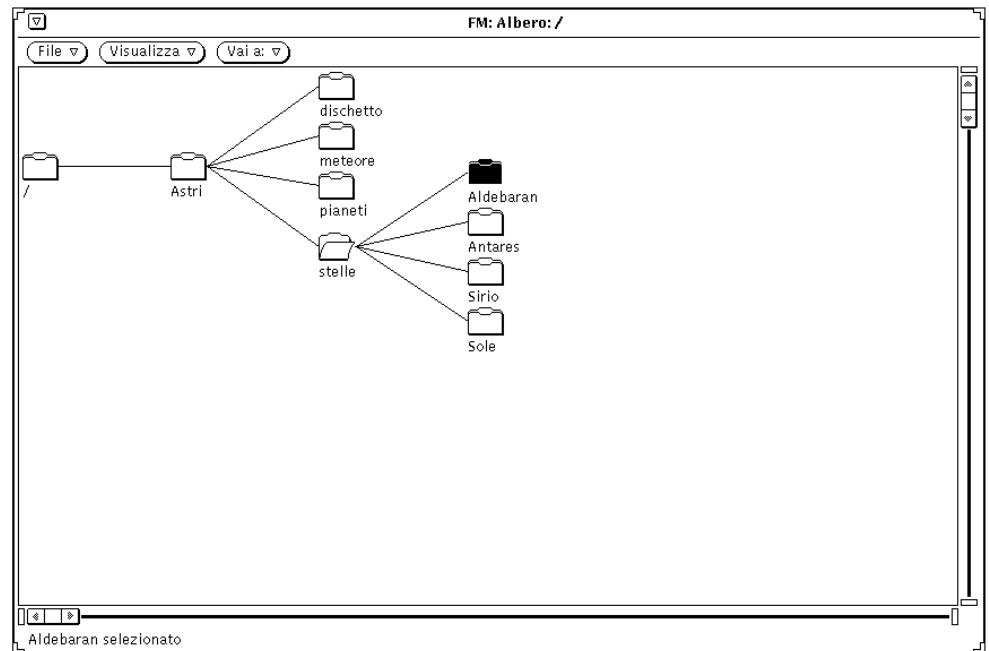 FM: Albero: /
File Visualizza Vai a:
dischetto
meteore
/
Astri
pianeti
stelle
Aldebaran
Antares
Sirio
Sole
Aldebaran selezionato